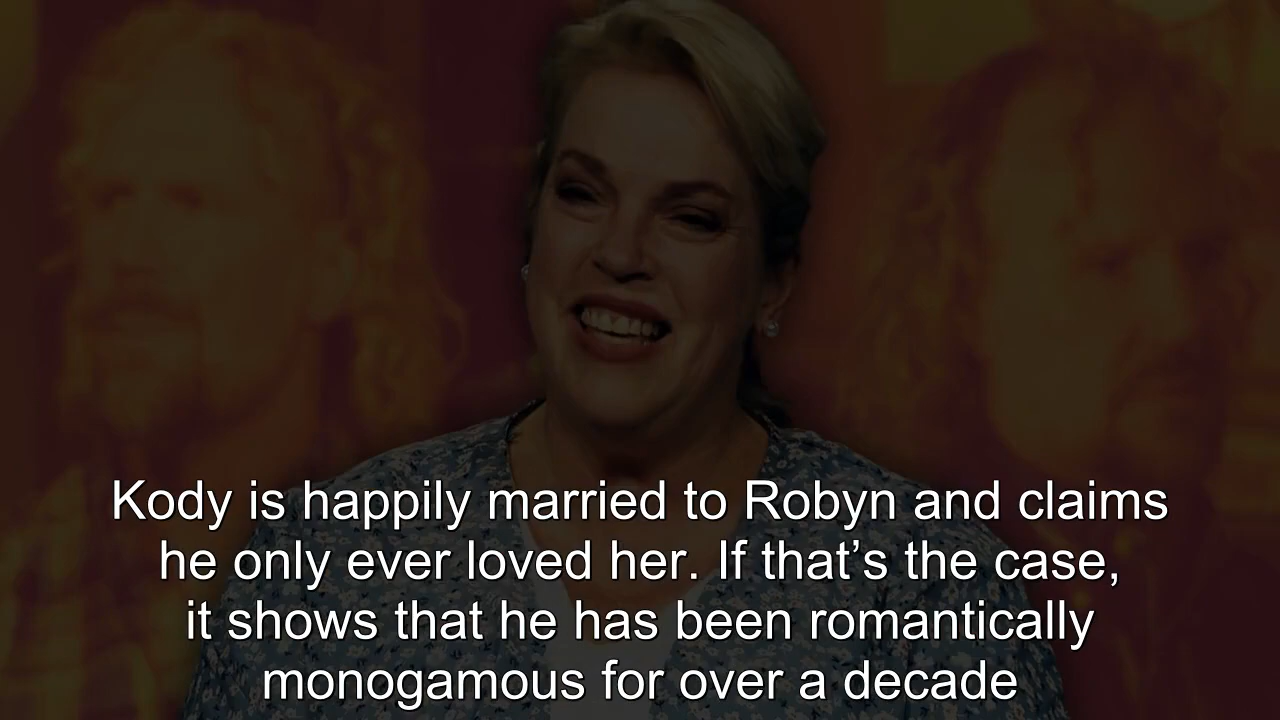 Kody is happily married to Robyn and claims
he only ever loved her. If that’s the case,
it shows that he has been romantically
monogamous for over a decade